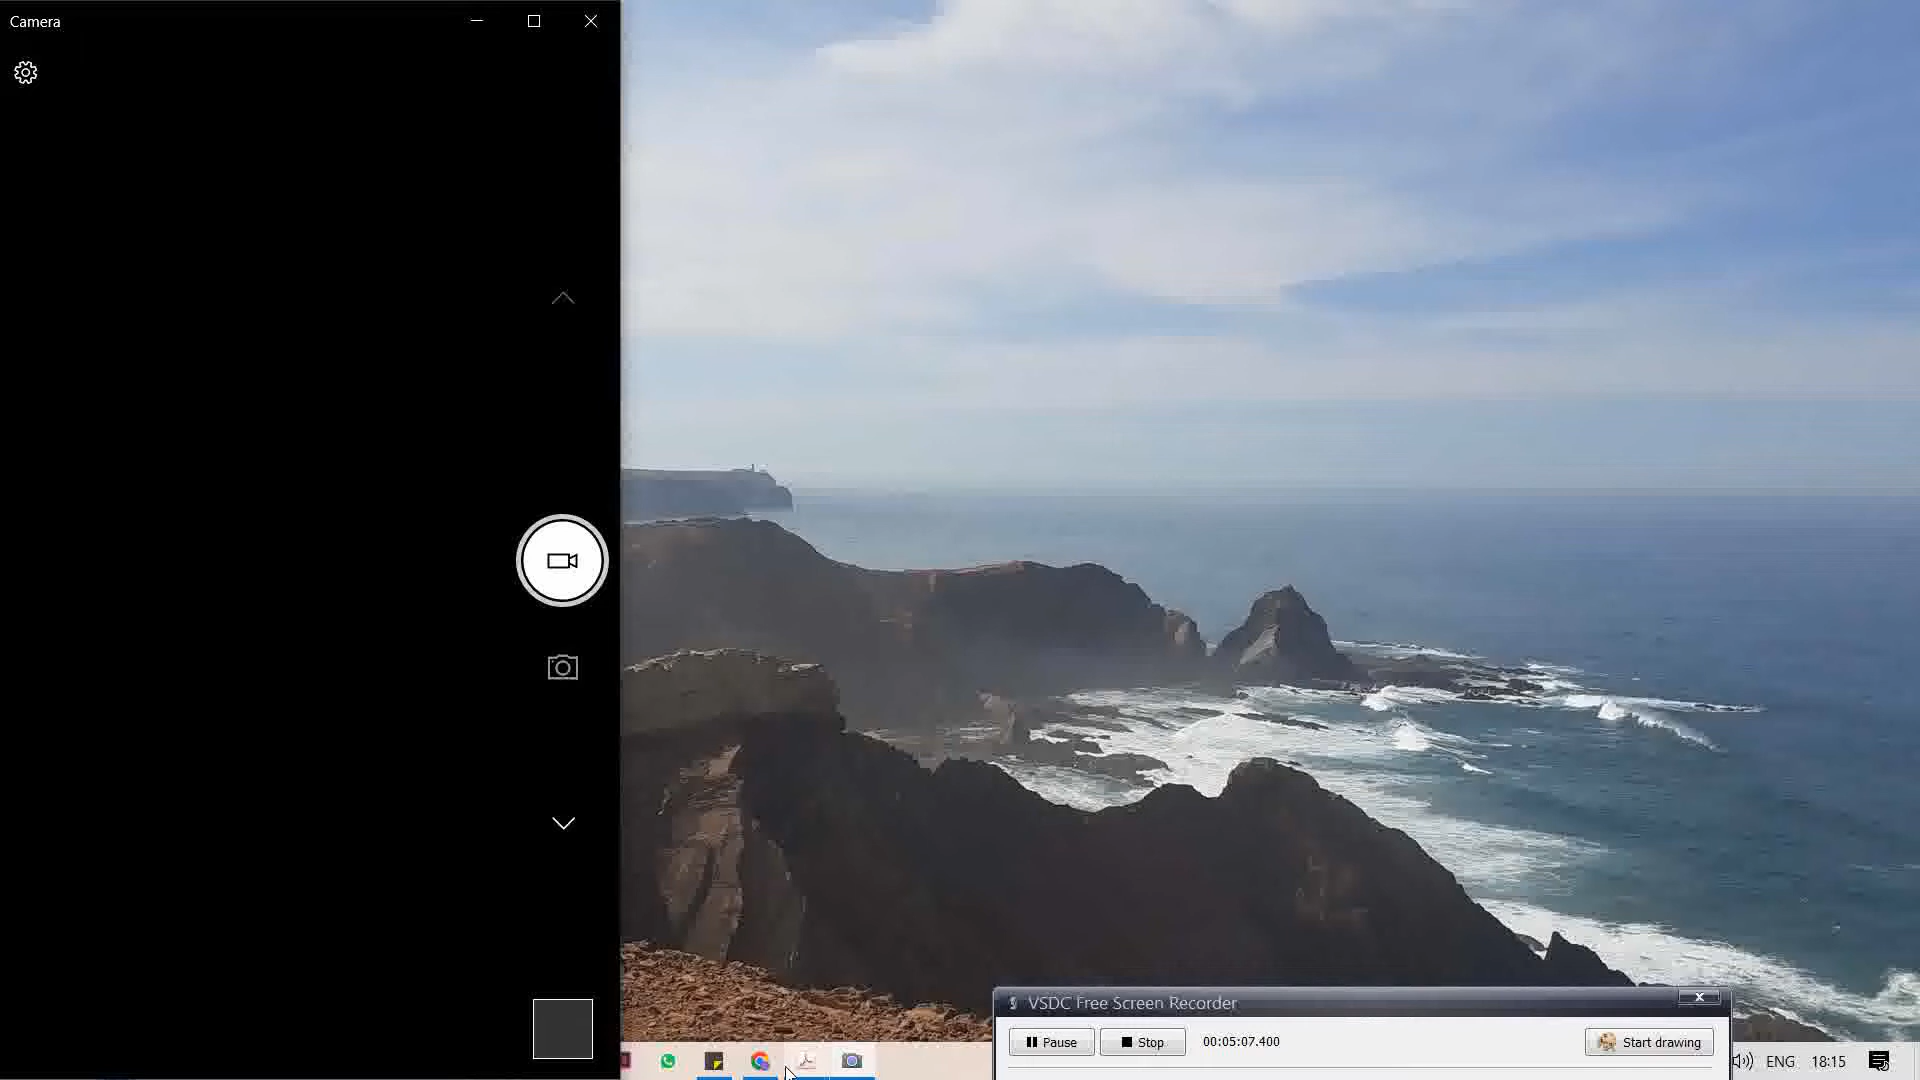 Camera
VSDC Free Screen Recorder
Pause
Stop
00:05:07.400
Start drawing
ENG
18:15